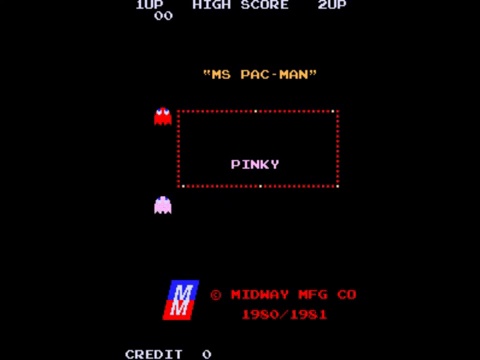 1UP HIGH SCORE 2UP
00
"MS PAC-MAN"
PINKY
MM
© MIDWAY MFG CO
1980/1981
CREDIT 0